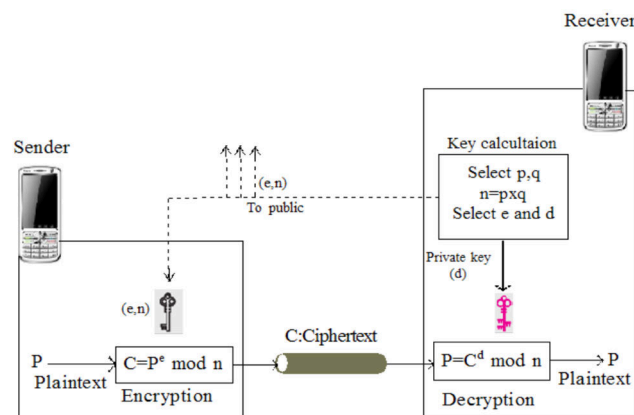 Receiver
Sender
Key calcultaion
Select p,q
n=pxq
Select e and d
(e,n)
To public
Private key
(d)
(e,n)
C:Ciphertext
P
Plaintext
C=Pᵉ mod n
Encryption
P=Cᵈ mod n
Decryption
P
Plaintext